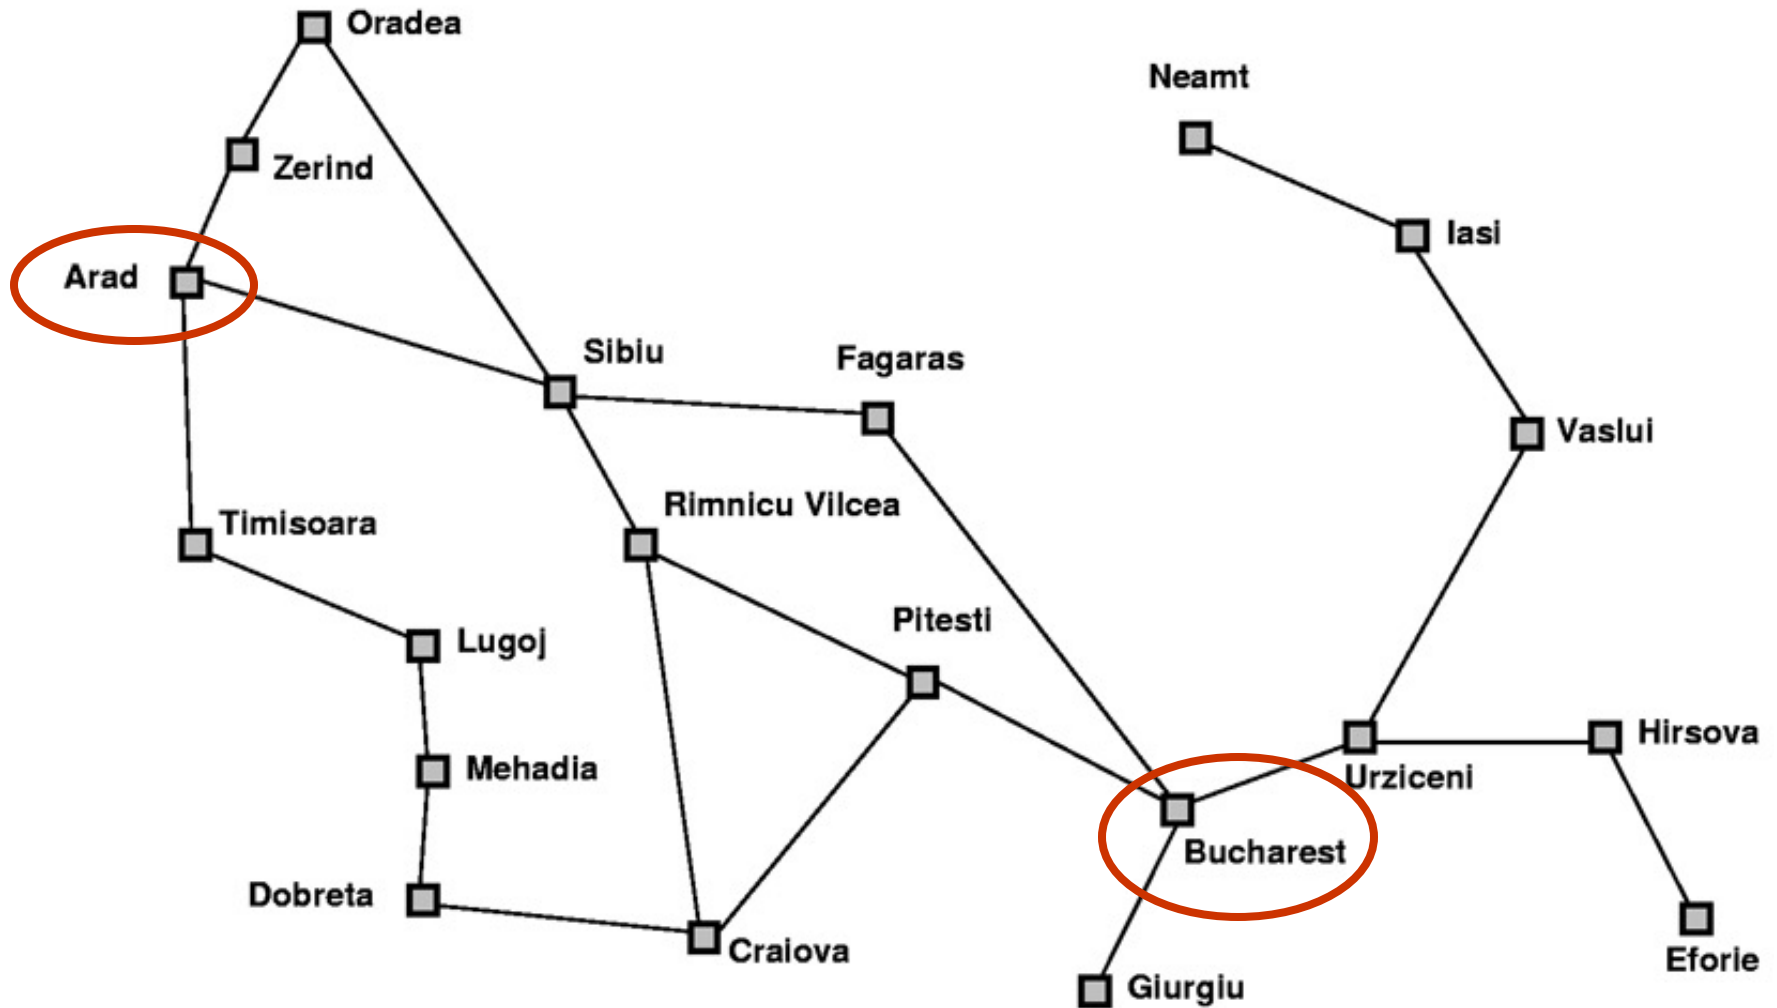 Oradea
Neamt
Zerind
Iasi
Arad
Sibiu
Fagaras
Vaslui
Rimnicu Vilcea
Timisoara
Pitesti
Lugoj
Hirsova
Mehadia
Urziceni
Bucharest
Dobreta
Craiova
Eforie
Giurgiu